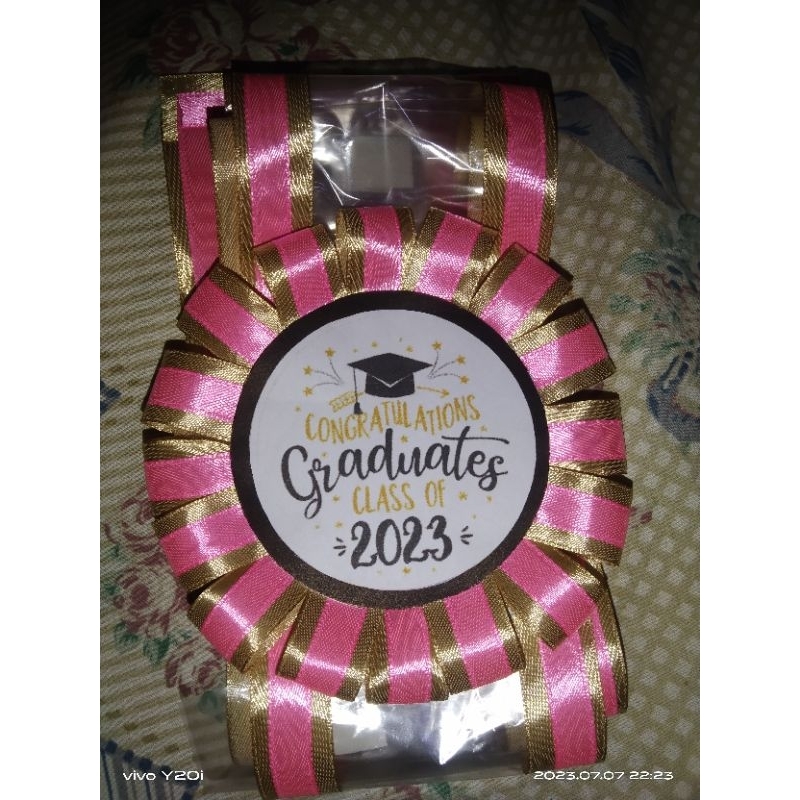 CONGRATULATIONS
Graduates
CLASS OF
2023
vivo Y20i
2023.07.07 22:23